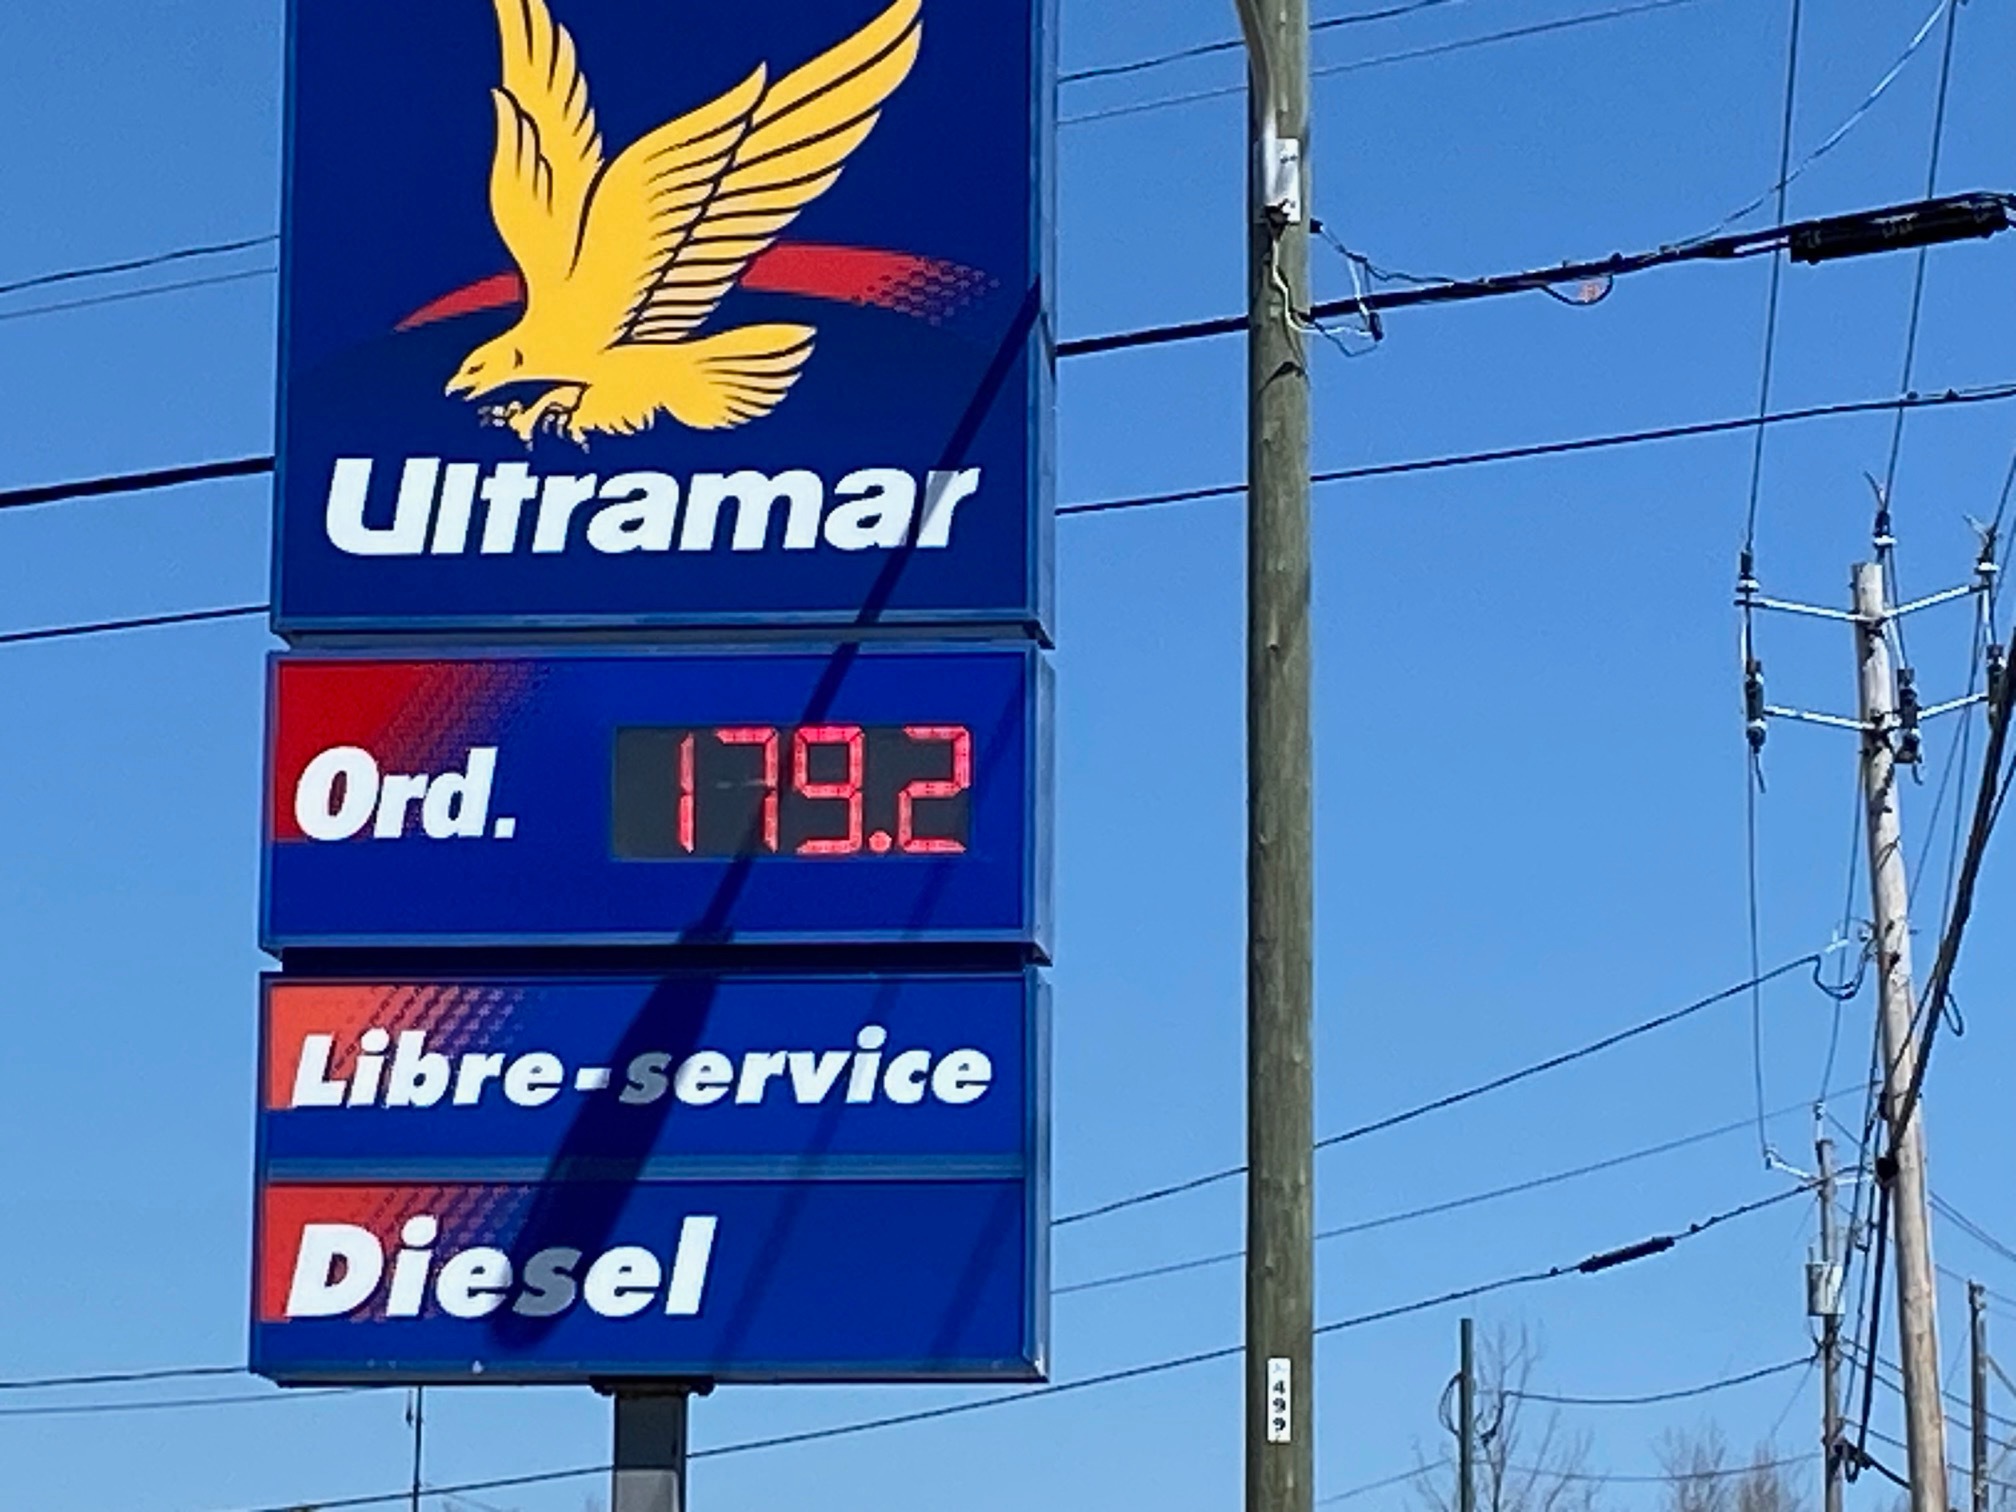 Ultramar
Ord. 179.2
Libre-service
Diesel
499